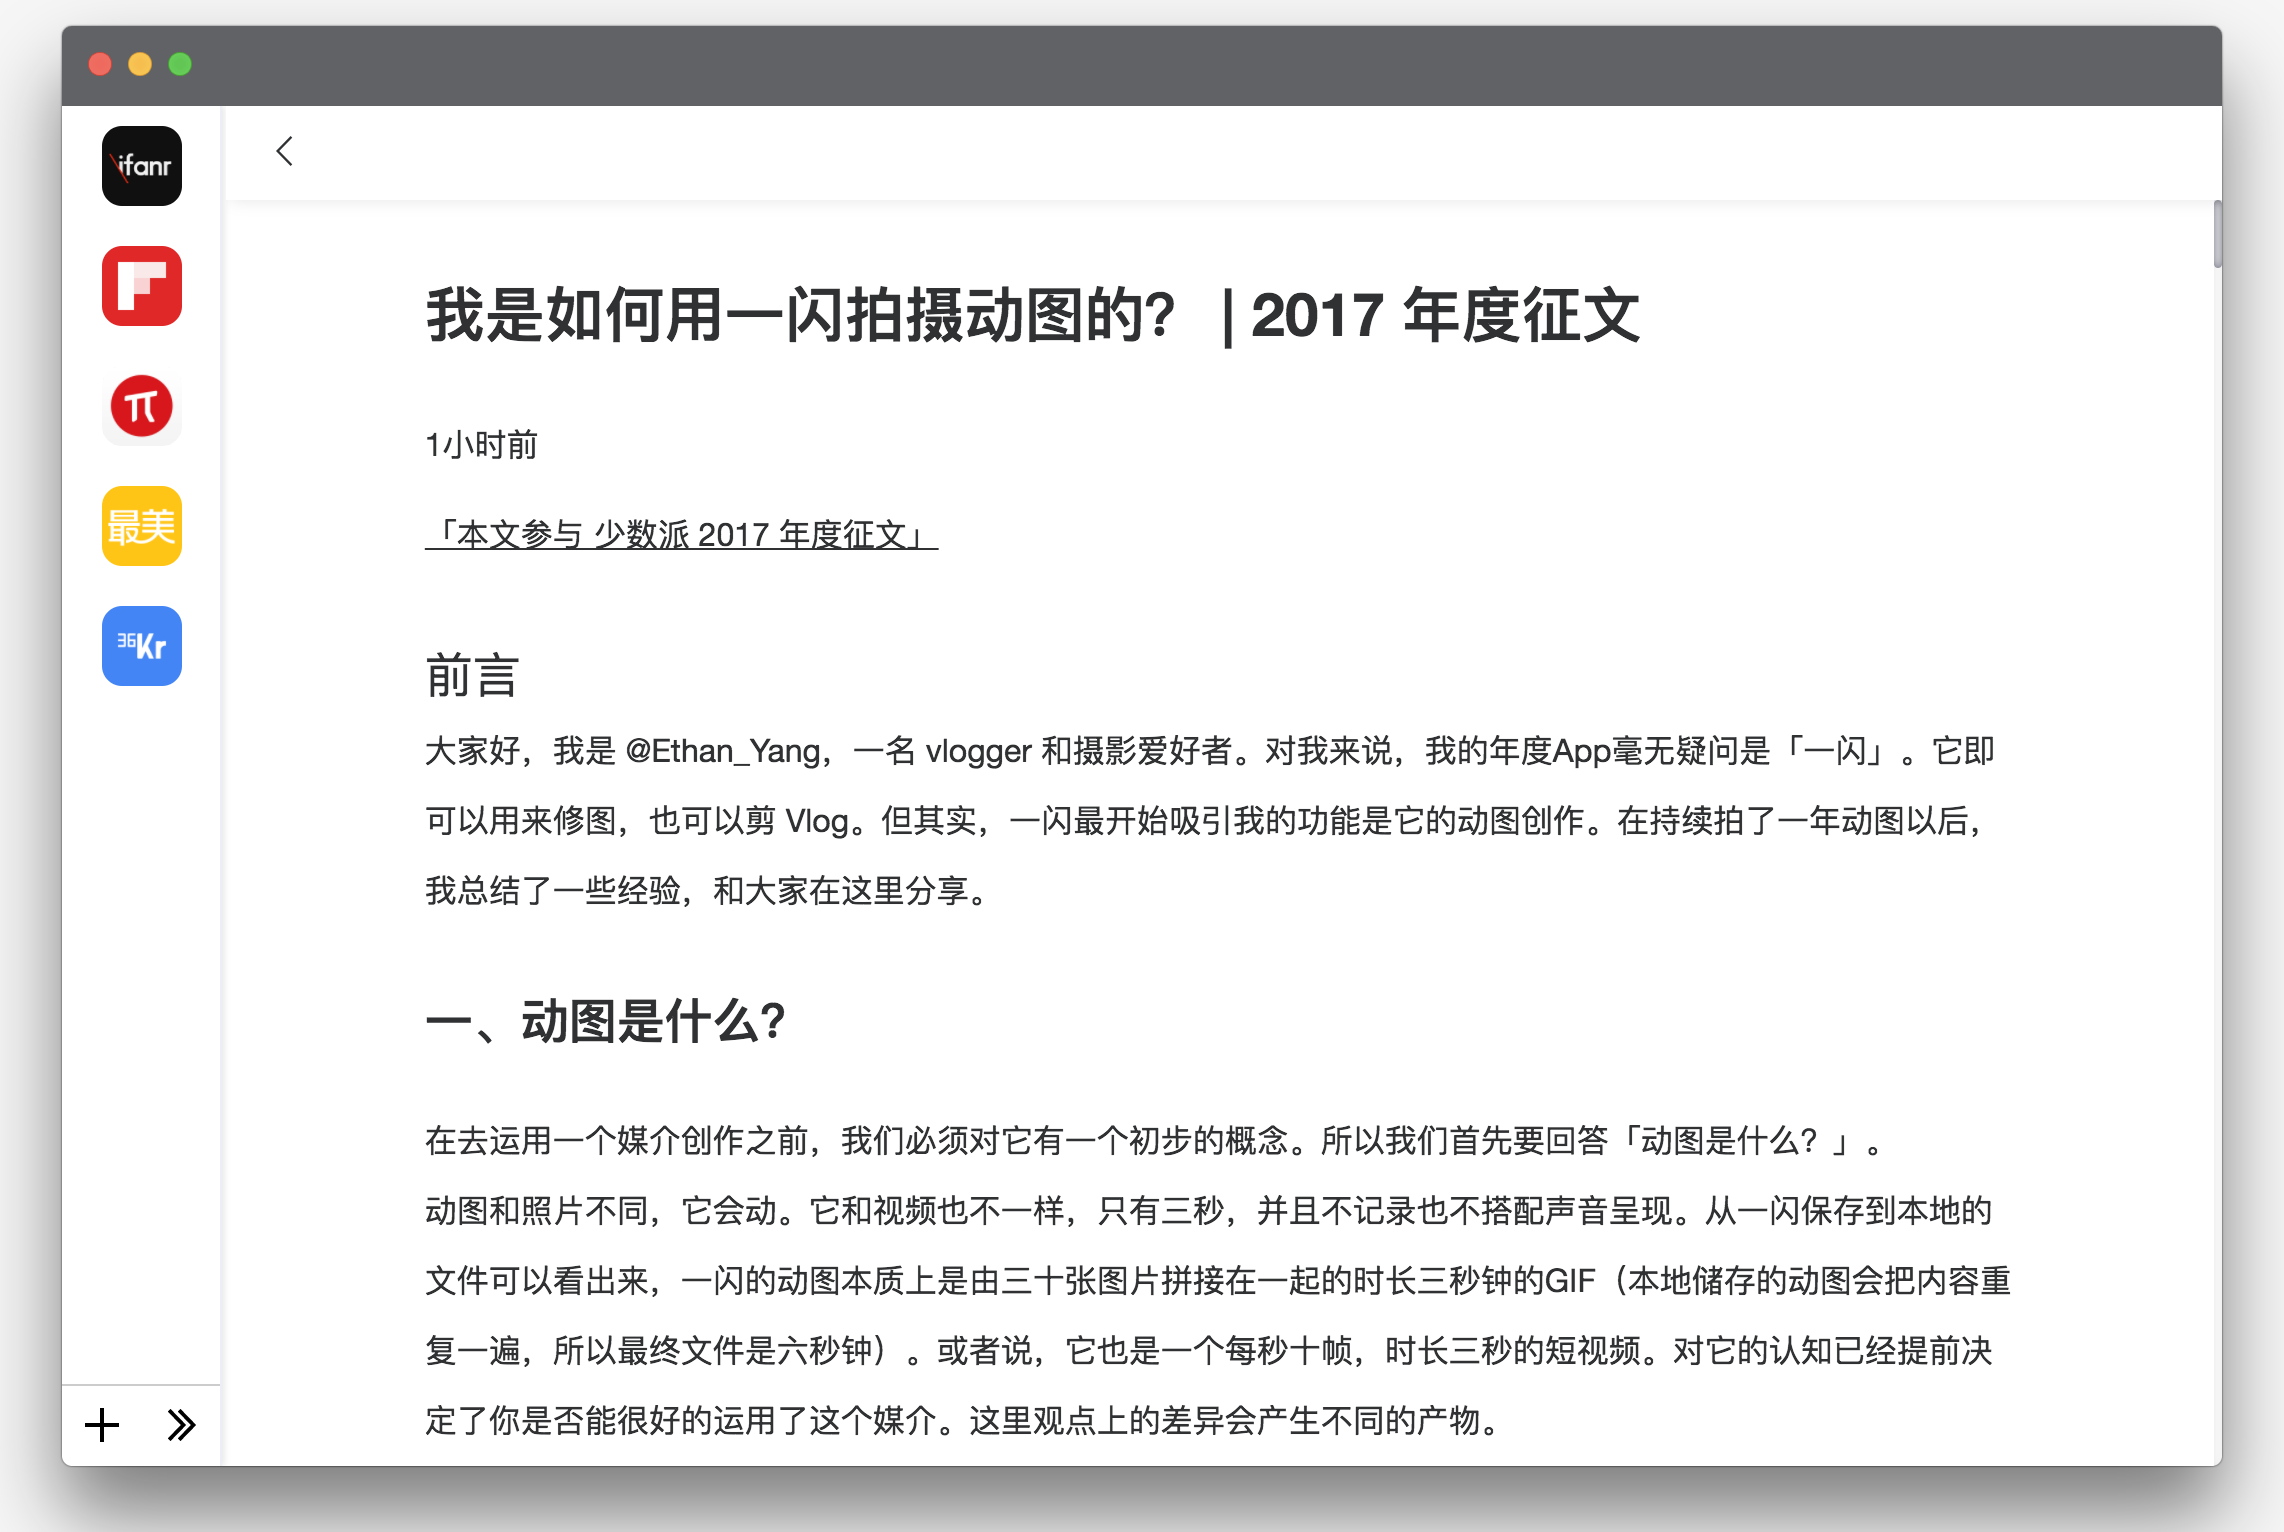 ifanr
最美
36Kr
我是如何用一闪拍摄动图的？ | 2017 年度征文
1小时前
「本文参与 少数派 2017 年度征文」
前言
大家好，我是 @Ethan_Yang，一名 vlogger 和摄影爱好者。对我来说，我的年度App毫无疑问是「一闪」。它即
可以用来修图，也可以剪 Vlog。但其实，一闪最开始吸引我的功能是它的动图创作。在持续拍了一年动图以后，
我总结了一些经验，和大家在这里分享。
一、动图是什么？
在去运用一个媒介创作之前，我们必须对它有一个初步的概念。所以我们首先要回答「动图是什么？」。
动图和照片不同，它会动。它和视频也不一样，只有三秒，并且不记录也不搭配声音呈现。从一闪保存到本地的
文件可以看出来，一闪的动图本质上是由三十张图片拼接在一起的时长三秒钟的GIF（本地储存的动图会把内容重
复一遍，所以最终文件是六秒钟）。或者说，它也是一个每秒十帧，时长三秒的短视频。对它的认知已经提前决
定了你是否能很好的运用了这个媒介。这里观点上的差异会产生不同的产物。